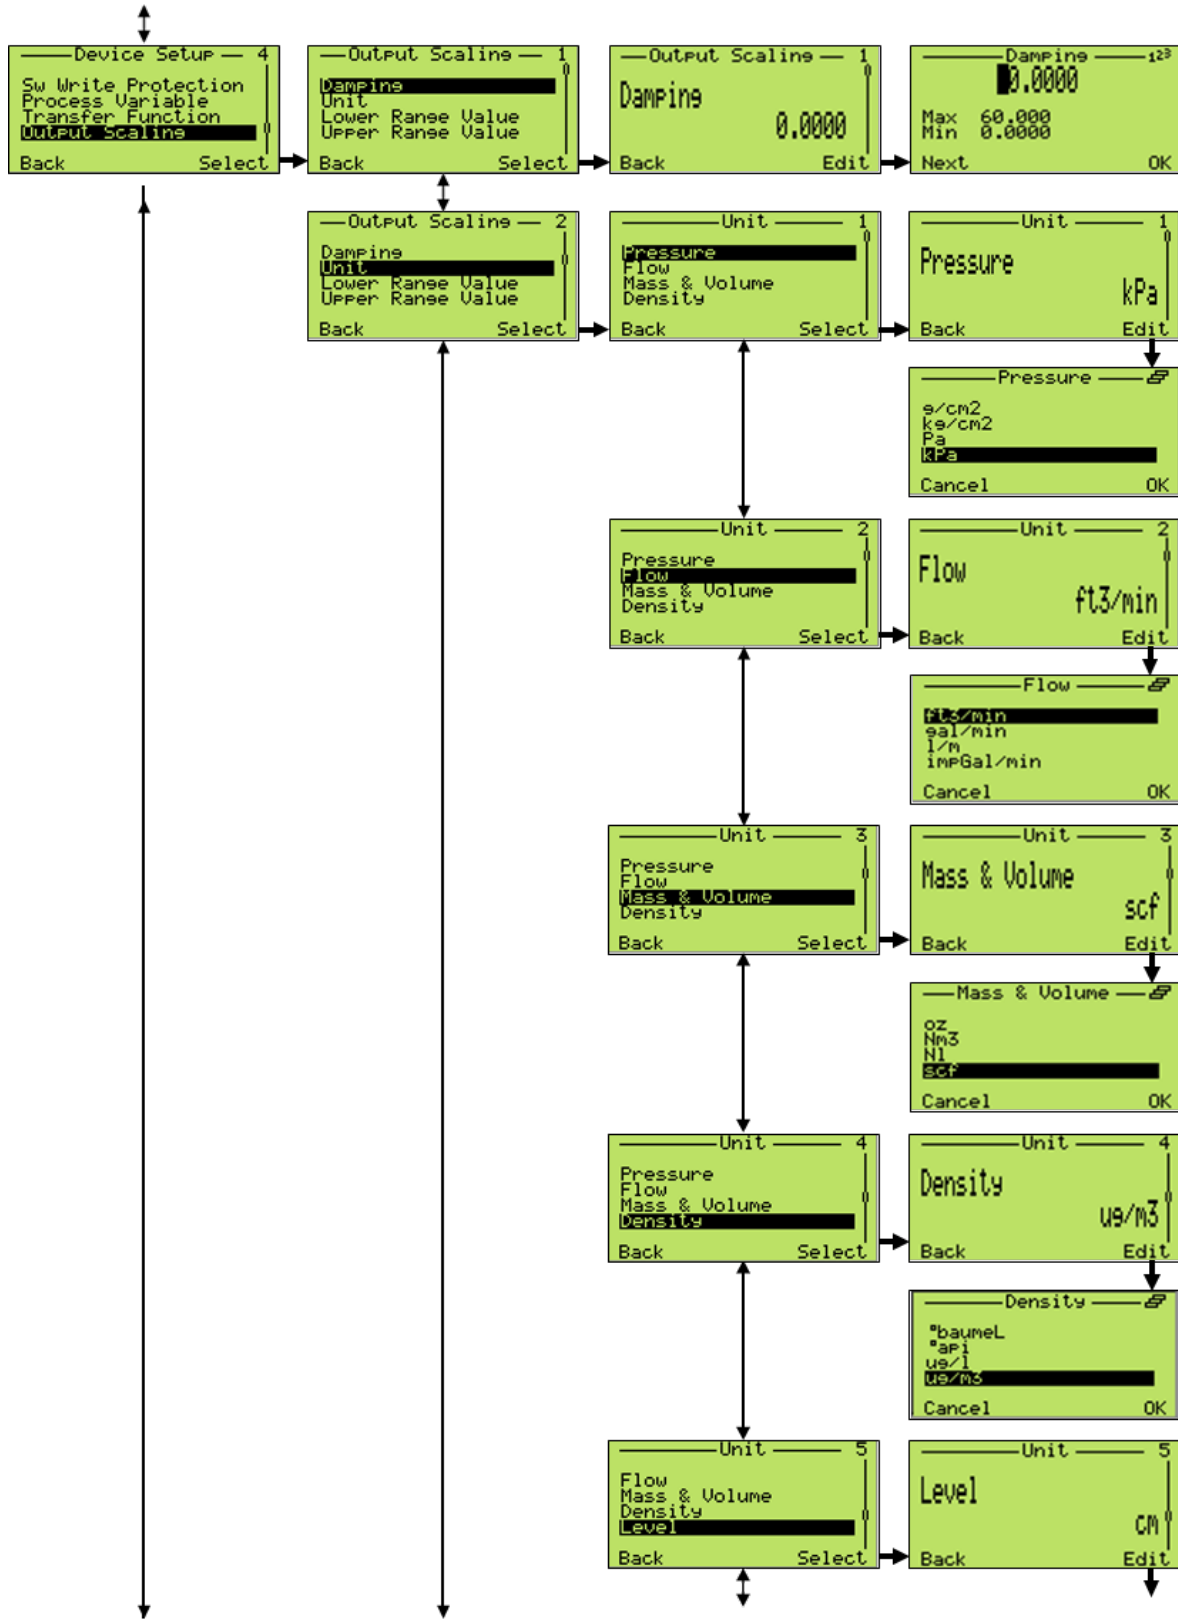 Device Setup 4
Sw Write Protection
Process Variable
Transfer Function
Output Scaling
Back Select
Output Scaling 1
Damping
Unit
Lower Range Value
Upper Range Value
Back Select
Output Scaling 1
Damping
0.0000
Back Edit
Damping 123
0.0000
Max 60.000
Min 0.0000
Next OK
Output Scaling 2
Damping
Unit
Lower Range Value
Upper Range Value
Back Select
Unit 1
Pressure
Flow
Mass & Volume
Density
Back Select
Unit 1
Pressure
kPa
Back Edit
Pressure
g/cm2
kg/cm2
Pa
kPa
Cancel OK
Unit 2
Pressure
Flow
Mass & Volume
Density
Back Select
Unit 2
Flow
ft3/min
Back Edit
Flow
ft3/min
gal/min
l/m
impGal/min
Cancel OK
Unit 3
Pressure
Flow
Mass & Volume
Density
Back Select
Unit 3
Mass & Volume
scf
Back Edit
Mass & Volume
oz
Nm3
Nl
scf
Cancel OK
Unit 4
Pressure
Flow
Mass & Volume
Density
Back Select
Unit 4
Density
ug/m3
Back Edit
Density
°baumeL
°api
ug/l
ug/m3
Cancel OK
Unit 5
Flow
Mass & Volume
Density
Level
Back Select
Unit 5
Level
cm
Back Edit